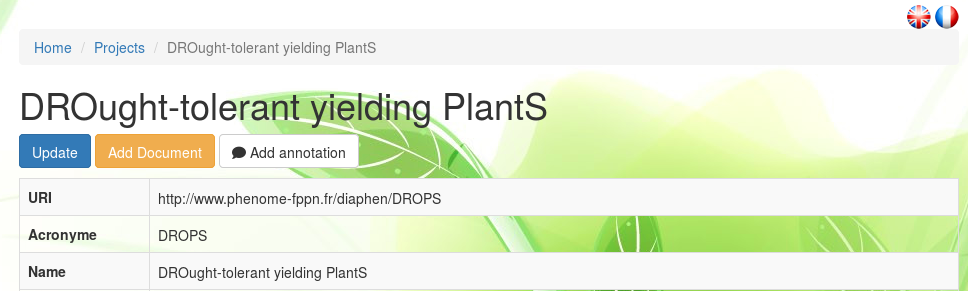 Home / Projects / DROught-tolerant yielding PlantS
DROught-tolerant yielding PlantS
Update Add Document Add annotation
URI http://www.phenome-fppn.fr/diaphen/DROPS
Acronyme DROPS
Name DROught-tolerant yielding PlantS